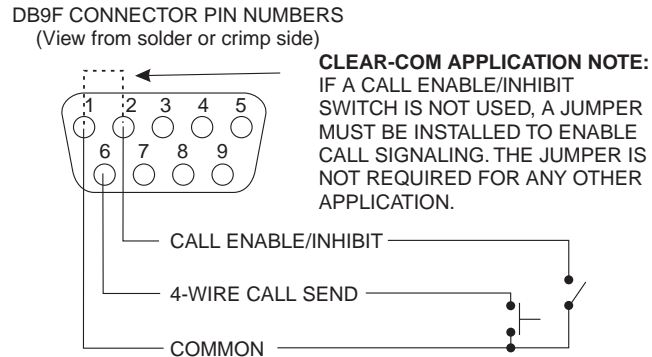 DB9F CONNECTOR PIN NUMBERS
(View from solder or crimp side)
CLEAR-COM APPLICATION NOTE:
IF A CALL ENABLE/INHIBIT
SWITCH IS NOT USED, A JUMPER
MUST BE INSTALLED TO ENABLE
CALL SIGNALING. THE JUMPER IS
NOT REQUIRED FOR ANY OTHER
APPLICATION.
1 2 3 4 5
6 7 8 9
CALL ENABLE/INHIBIT
4-WIRE CALL SEND
COMMON